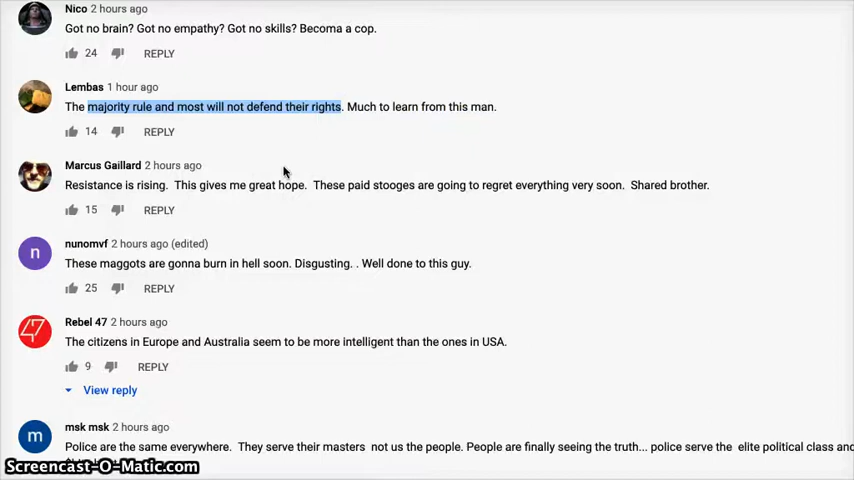 Nico 2 hours ago
Got no brain? Got no empathy? Got no skills? Becoma a cop.
24 REPLY
Lembas 1 hour ago
The majority rule and most will not defend their rights. Much to learn from this man.
14 REPLY
Marcus Gaillard 2 hours ago
Resistance is rising. This gives me great hope. These paid stooges are going to regret everything very soon. Shared brother.
15 REPLY
n
nunomvf 2 hours ago (edited)
These maggots are gonna burn in hell soon. Disgusting. . Well done to this guy.
25 REPLY
47
Rebel 47 2 hours ago
The citizens in Europe and Australia seem to be more intelligent than the ones in USA.
9 REPLY
View reply
m
msk msk 2 hours ago
Police are the same everywhere. They serve their masters not us the people. People are finally seeing the truth... police serve the elite political class and
Screencast-O-Matic.com